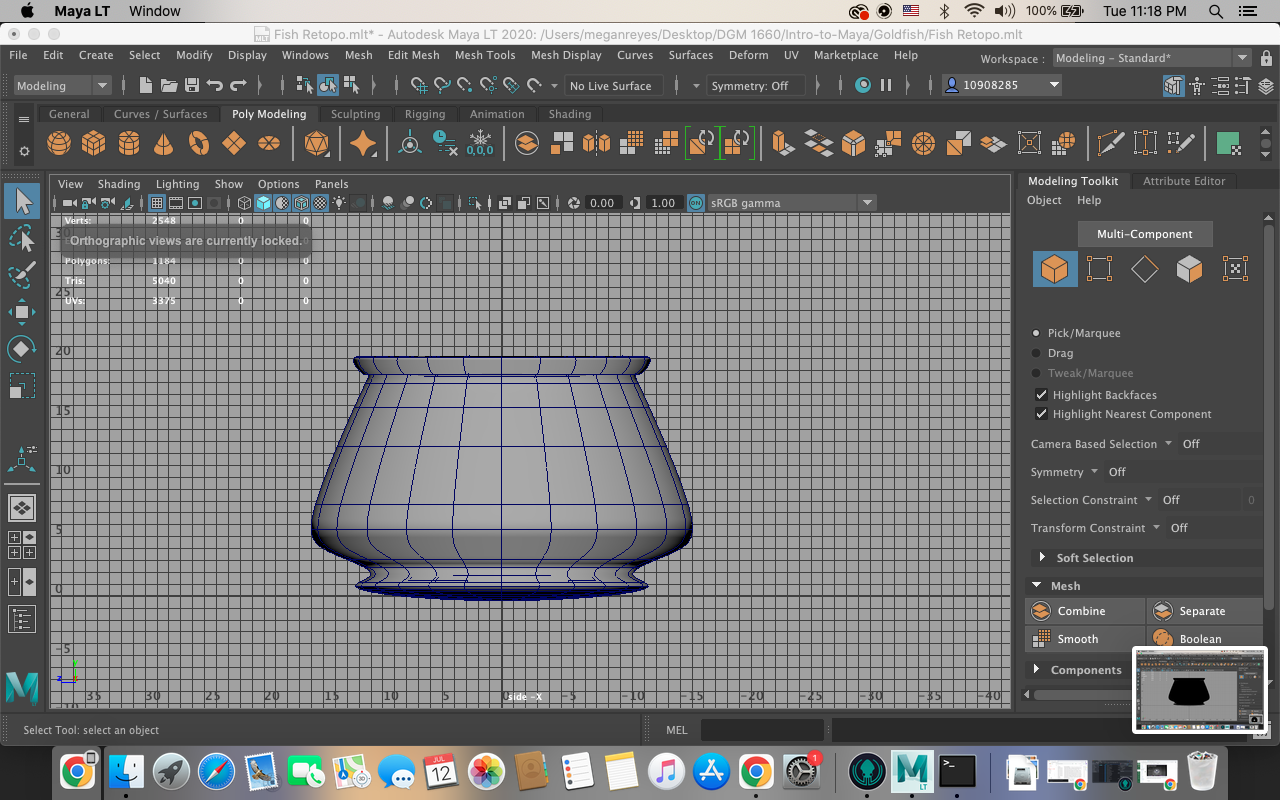 Maya LT Window 100% Tue 11:18 PM
Fish Retopo.mlt* - Autodesk Maya LT 2020: /Users/meganreyes/Desktop/DGM 1660/Intro-to-Maya/Goldfish/Fish Retopo.mlt
File Edit Create Select Modify Display Windows Mesh Edit Mesh Mesh Tools Mesh Display Curves Surfaces Deform UV Marketplace Help Workspace : Modeling - Standard*
Modeling No Live Surface Symmetry: Off 10908285
General Curves / Surfaces Poly Modeling Sculpting Rigging Animation Shading
0,0,0
View Shading Lighting Show Options Panels
0.00 1.00 ON sRGB gamma
Verts: 2548 0 0
Orthographic views are currently locked.
Polygons: 1184 0 0
Tris: 5040 0 0
UVs: 3375 0 0
25
20
15
10
5
0
-5
35 30 25 20 15 10 5 side -X -5 -10 -15 -20 -25 -30 -35 -40 -42
Modeling Toolkit Attribute Editor
Object Help
Multi-Component
Pick/Marquee
Drag
Tweak/Marquee
Highlight Backfaces
Highlight Nearest Component
Camera Based Selection Off
Symmetry Off
Selection Constraint Off 0
Transform Constraint Off
Soft Selection
Mesh
Combine Separate
Smooth Boolean
Components
Select Tool: select an object MEL
JUL
12
1
LT